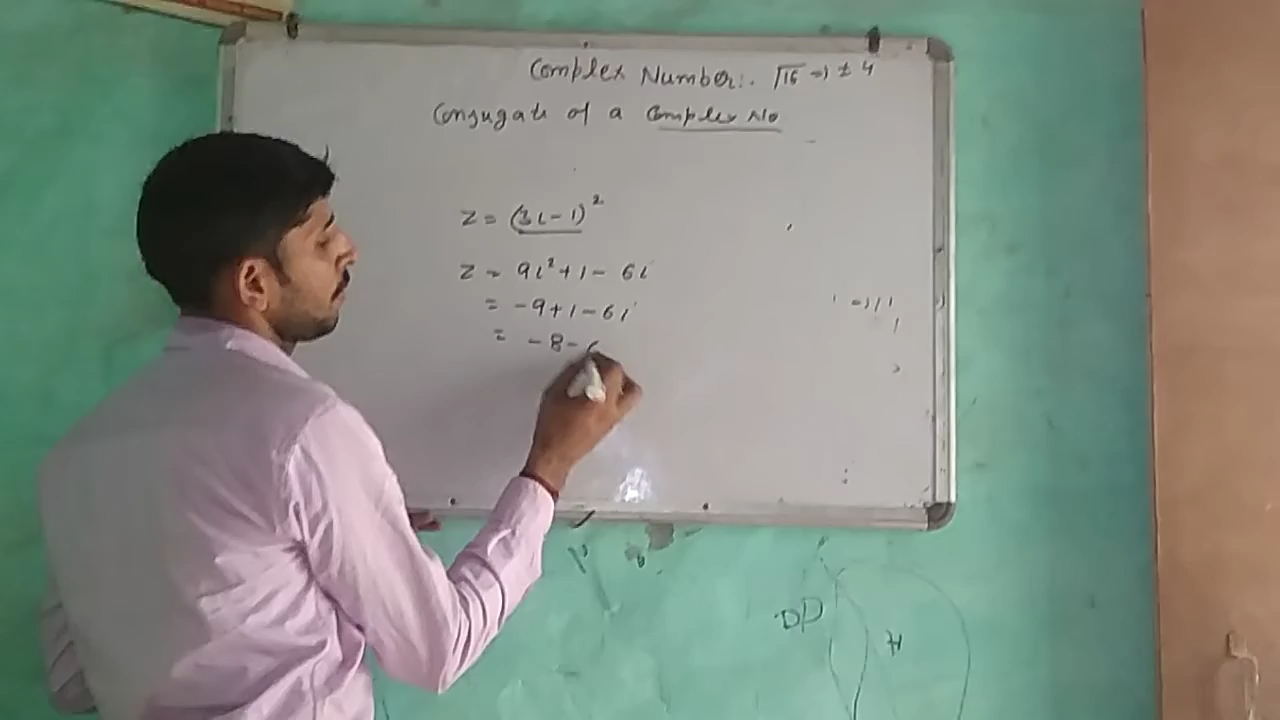 Complex Number:. √16 => ± 4
Conjugate of a Complex No
z = (3i-1)²
z = 9i²+1- 6i
= -9+1-6i
= -8-6
DP
H